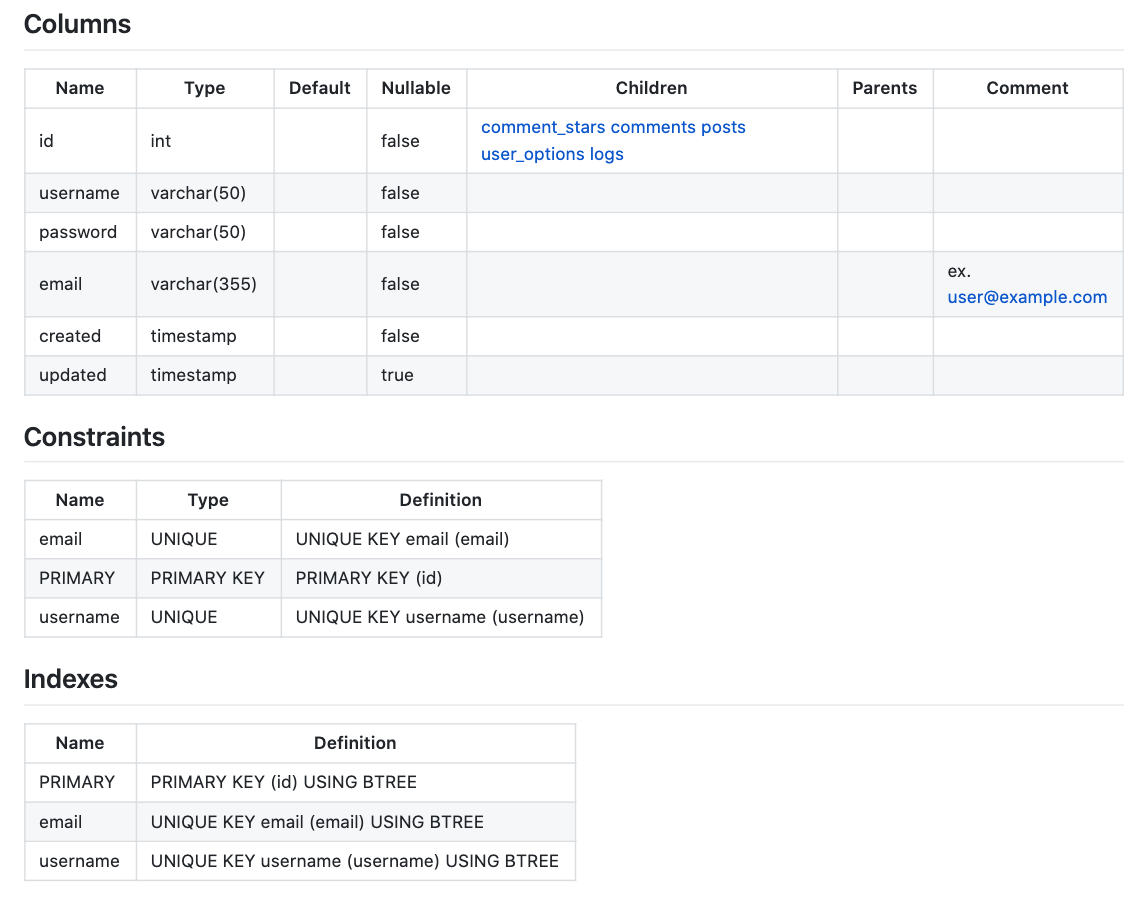 Columns
Name Type Default Nullable Children Parents Comment
id int false comment_stars comments posts
user_options logs
username varchar(50) false
password varchar(50) false
email varchar(355) false ex.
user@example.com
created timestamp false
updated timestamp true
Constraints
Name Type Definition
email UNIQUE UNIQUE KEY email (email)
PRIMARY PRIMARY KEY PRIMARY KEY (id)
username UNIQUE UNIQUE KEY username (username)
Indexes
Name Definition
PRIMARY PRIMARY KEY (id) USING BTREE
email UNIQUE KEY email (email) USING BTREE
username UNIQUE KEY username (username) USING BTREE